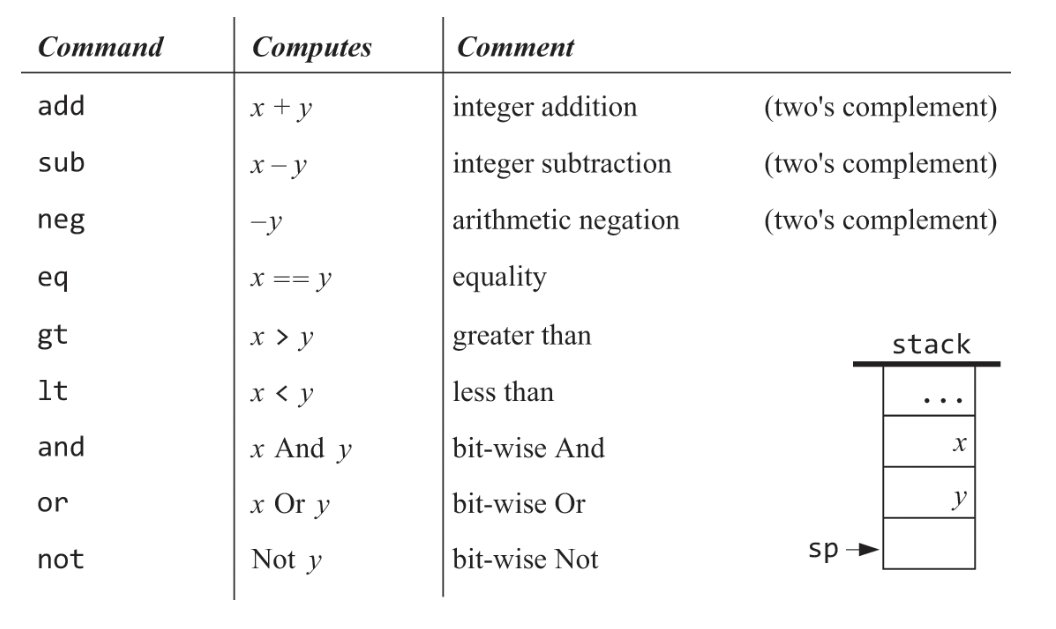 Command Computes Comment
add x + y integer addition (two's complement)
sub x – y integer subtraction (two's complement)
neg –y arithmetic negation (two's complement)
eq x == y equality
gt x > y greater than
lt x < y less than
and x And y bit-wise And
or x Or y bit-wise Or
not Not y bit-wise Not
stack
...
x
y
sp